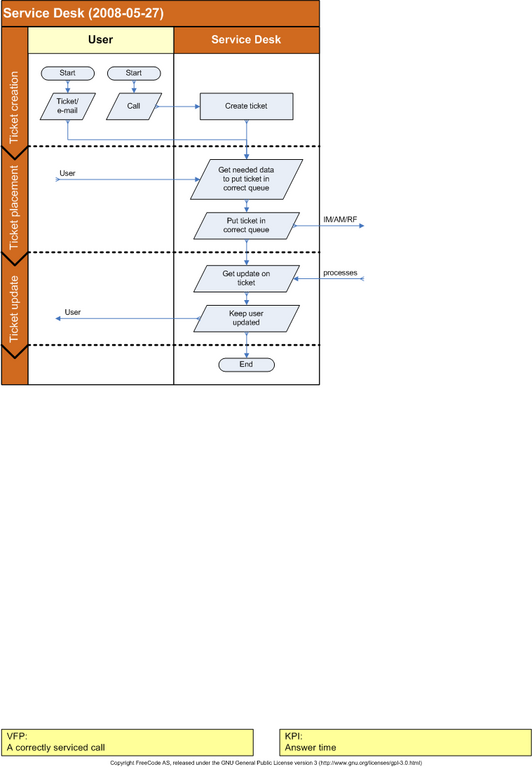 Service Desk (2008-05-27)
User
Service Desk
Ticket creation
Start
Start
Ticket/
e-mail
Call
Create ticket
Ticket placement
User
Get needed data
to put ticket in
correct queue
Put ticket in
correct queue
IM/AM/RF
Ticket update
Get update on
ticket
processes
User
Keep user
updated
End
VFP:
A correctly serviced call
KPI:
Answer time
Copyright FreeCode AS, released under the GNU General Public License version 3 (http://www.gnu.org/licenses/gpl-3.0.html)